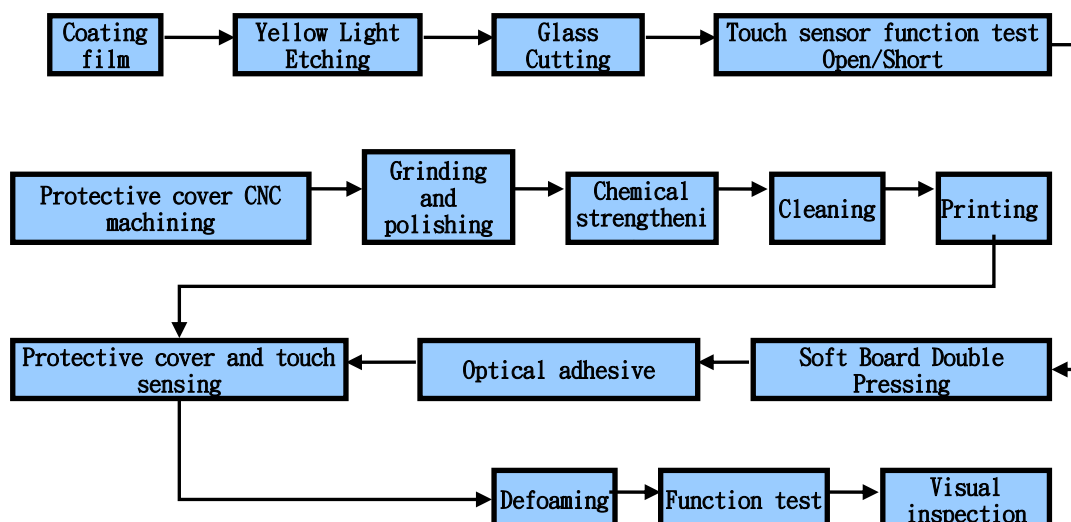 Coating
film
Yellow Light
Etching
Glass
Cutting
Touch sensor function test
Open/Short
Protective cover CNC
machining
Grinding
and
polishing
Chemical
strengtheni
Cleaning
Printing
Protective cover and touch
sensing
Optical adhesive
Soft Board Double
Pressing
Defoaming
Function test
Visual
inspection